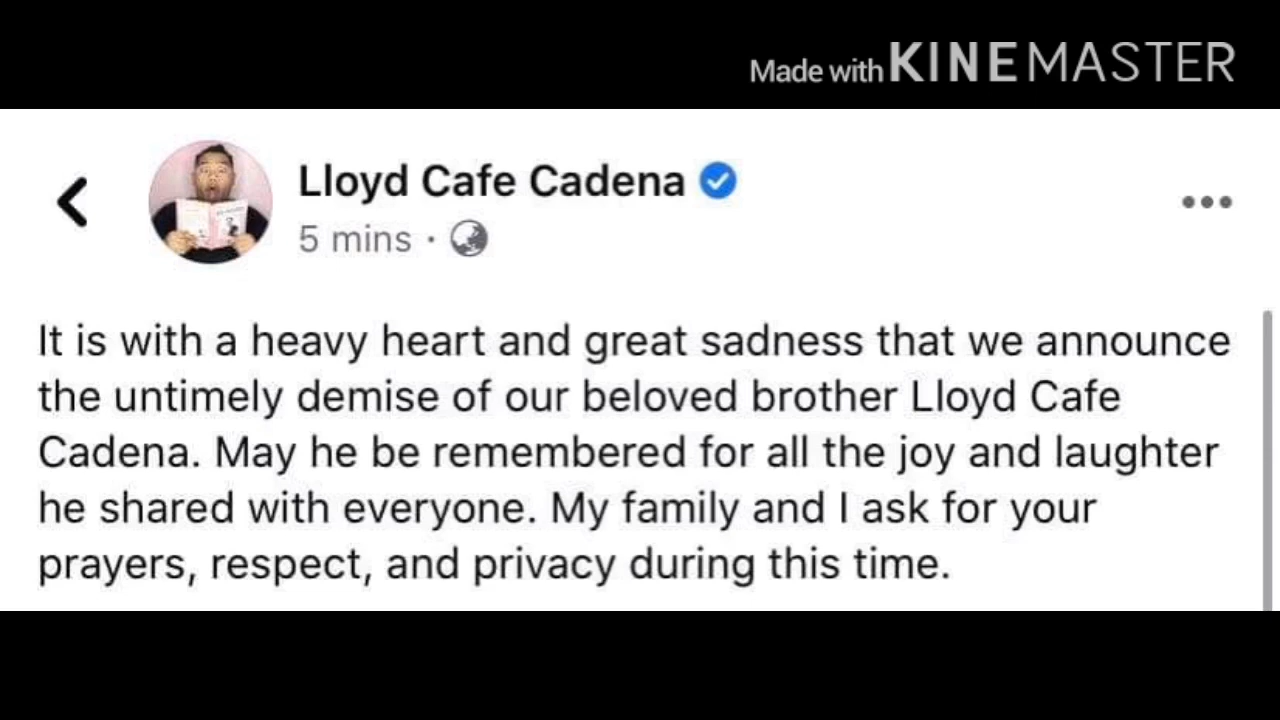 Made with KINEMASTER
Lloyd Cafe Cadena
5 mins ·
It is with a heavy heart and great sadness that we announce
the untimely demise of our beloved brother Lloyd Cafe
Cadena. May he be remembered for all the joy and laughter
he shared with everyone. My family and I ask for your
prayers, respect, and privacy during this time.